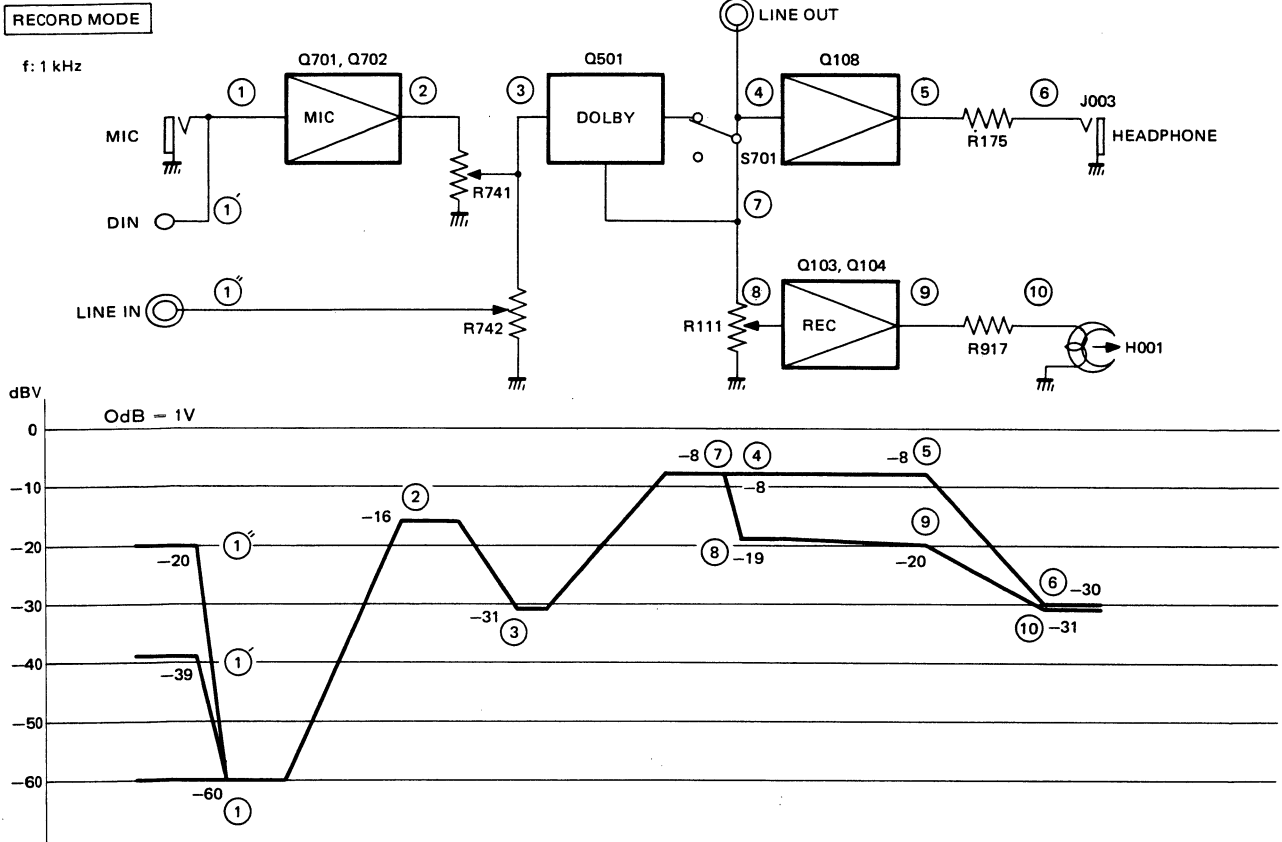 RECORD MODE
LINE OUT
f: 1 kHz
Q701, Q702
Q501
Q108
1
2
3
4
5
6
J003
MIC
MIC
DOLBY
HEADPHONE
R175
S701
R741
DIN
1′
7
Q103, Q104
1″
8
9
10
LINE IN
R742
R111
REC
R917
H001
dBV
OdB – 1V
0
−8
7
4
−8
5
−10
−8
2
−16
9
−20
−20
1″
8
−19
−20
6
−30
−30
−31
3
10
−31
1′
−39
−40
−50
−60
−60
1